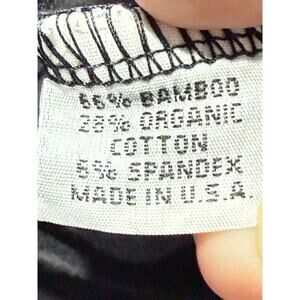 66% BAMBOO
28% ORGANIC
COTTON
6% SPANDEX
MADE IN U.S.A.